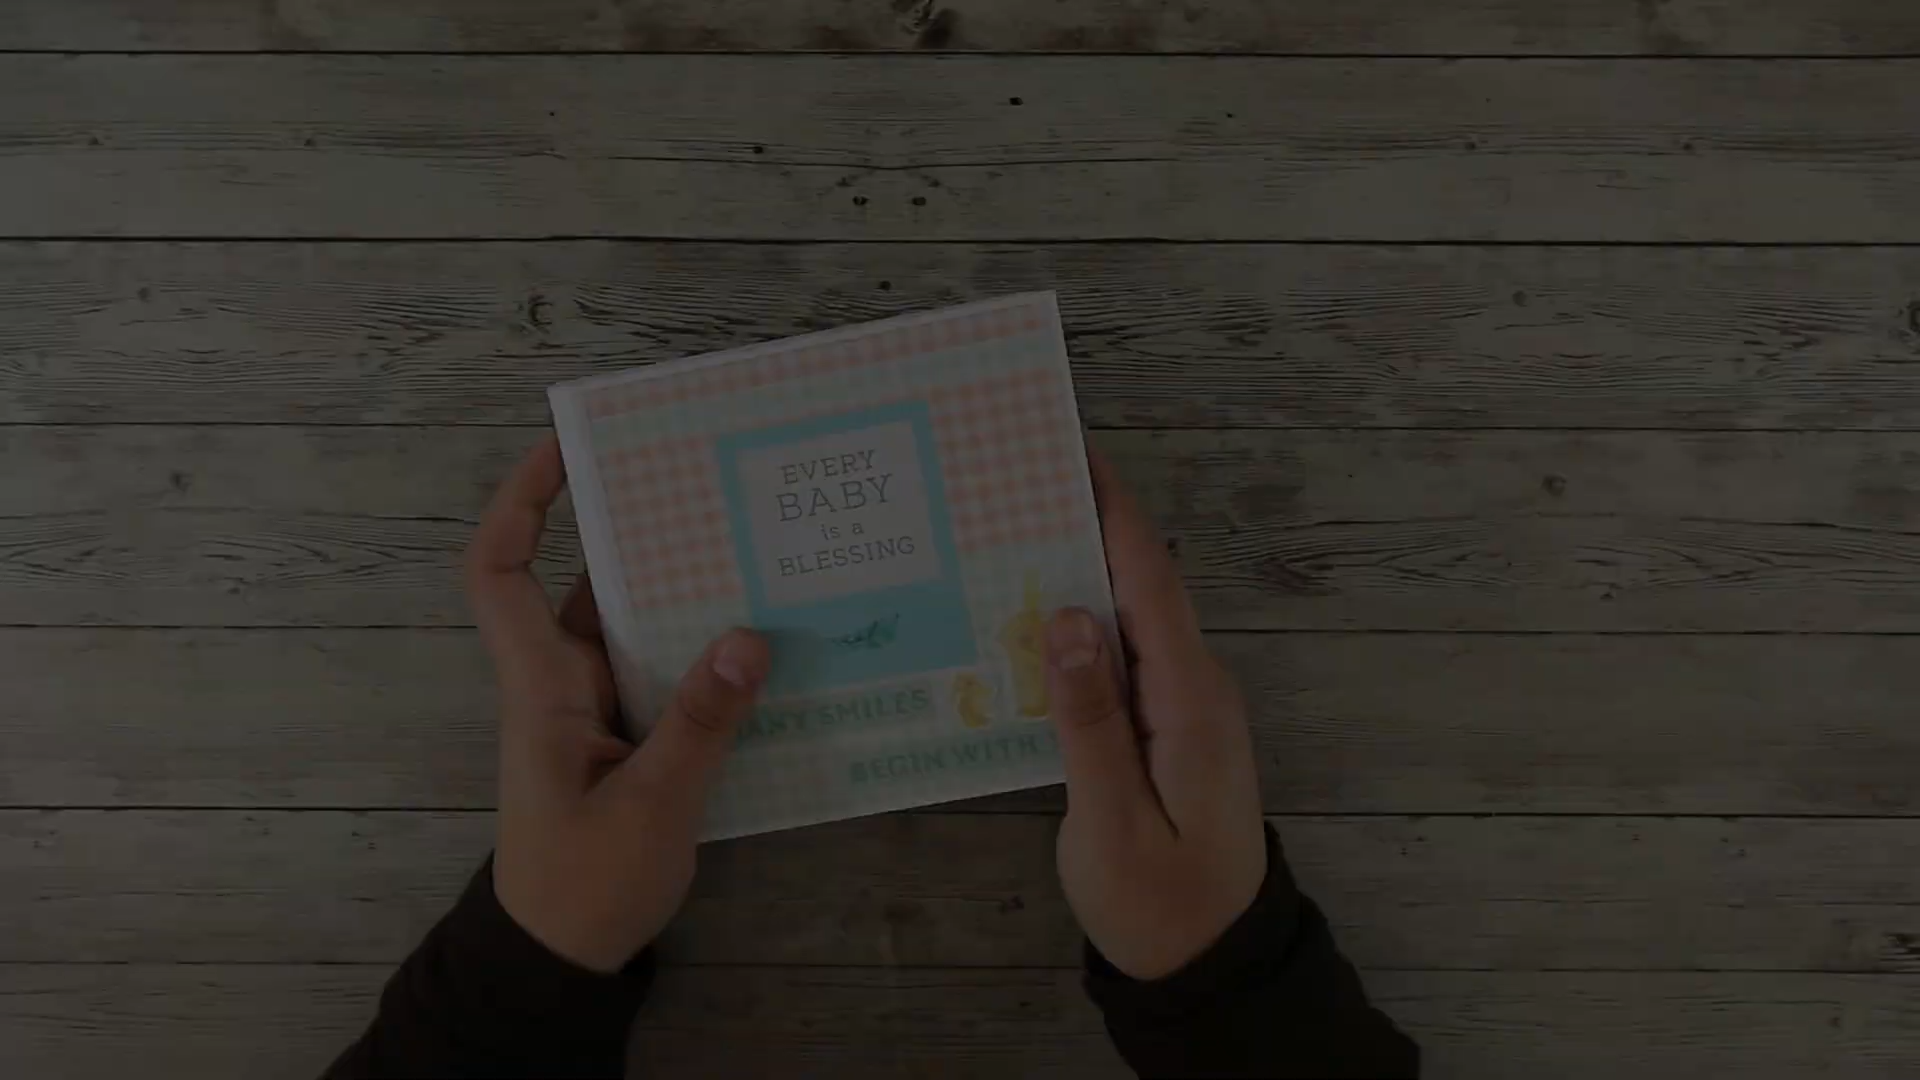 EVERY
BABY
is a
BLESSING
SMILES
BEGIN WITH